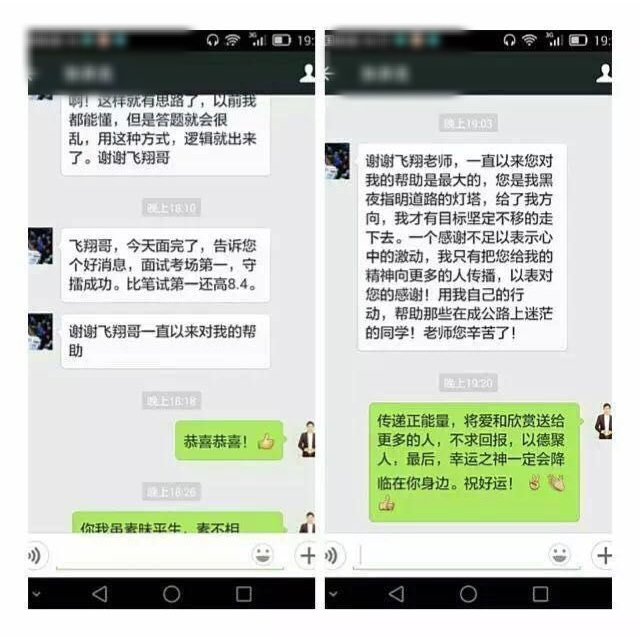 3G
19:
啊！这样就有思路了，以前我
都能懂，但是答题就会很
乱，用这种方式，逻辑就出来
了。谢谢飞翔哥
晚上18:10
飞翔哥，今天面完了，告诉您
个好消息，面试考场第一，守
擂成功。比笔试第一还高8.4。
谢谢飞翔哥一直以来对我的帮
助
晚上18:18
恭喜恭喜！
晚上18:26
你我虽素昧平生，素不相
3G
19:
晚上19:03
谢谢飞翔老师，一直以来您对
我的帮助是最大的，您是我黑
夜指明道路的灯塔，给了我方
向，我才有目标坚定不移的走
下去。一个感谢不足以表示心
中的激动，我只有把您给我的
精神向更多的人传播，以表对
您的感谢！用我自己的行
动，帮助那些在成公路上迷茫
的同学！老师您辛苦了！
晚上19:20
传递正能量，将爱和欣赏送给
更多的人，不求回报，以德聚
人，最后，幸运之神一定会降
临在你身边。祝好运！